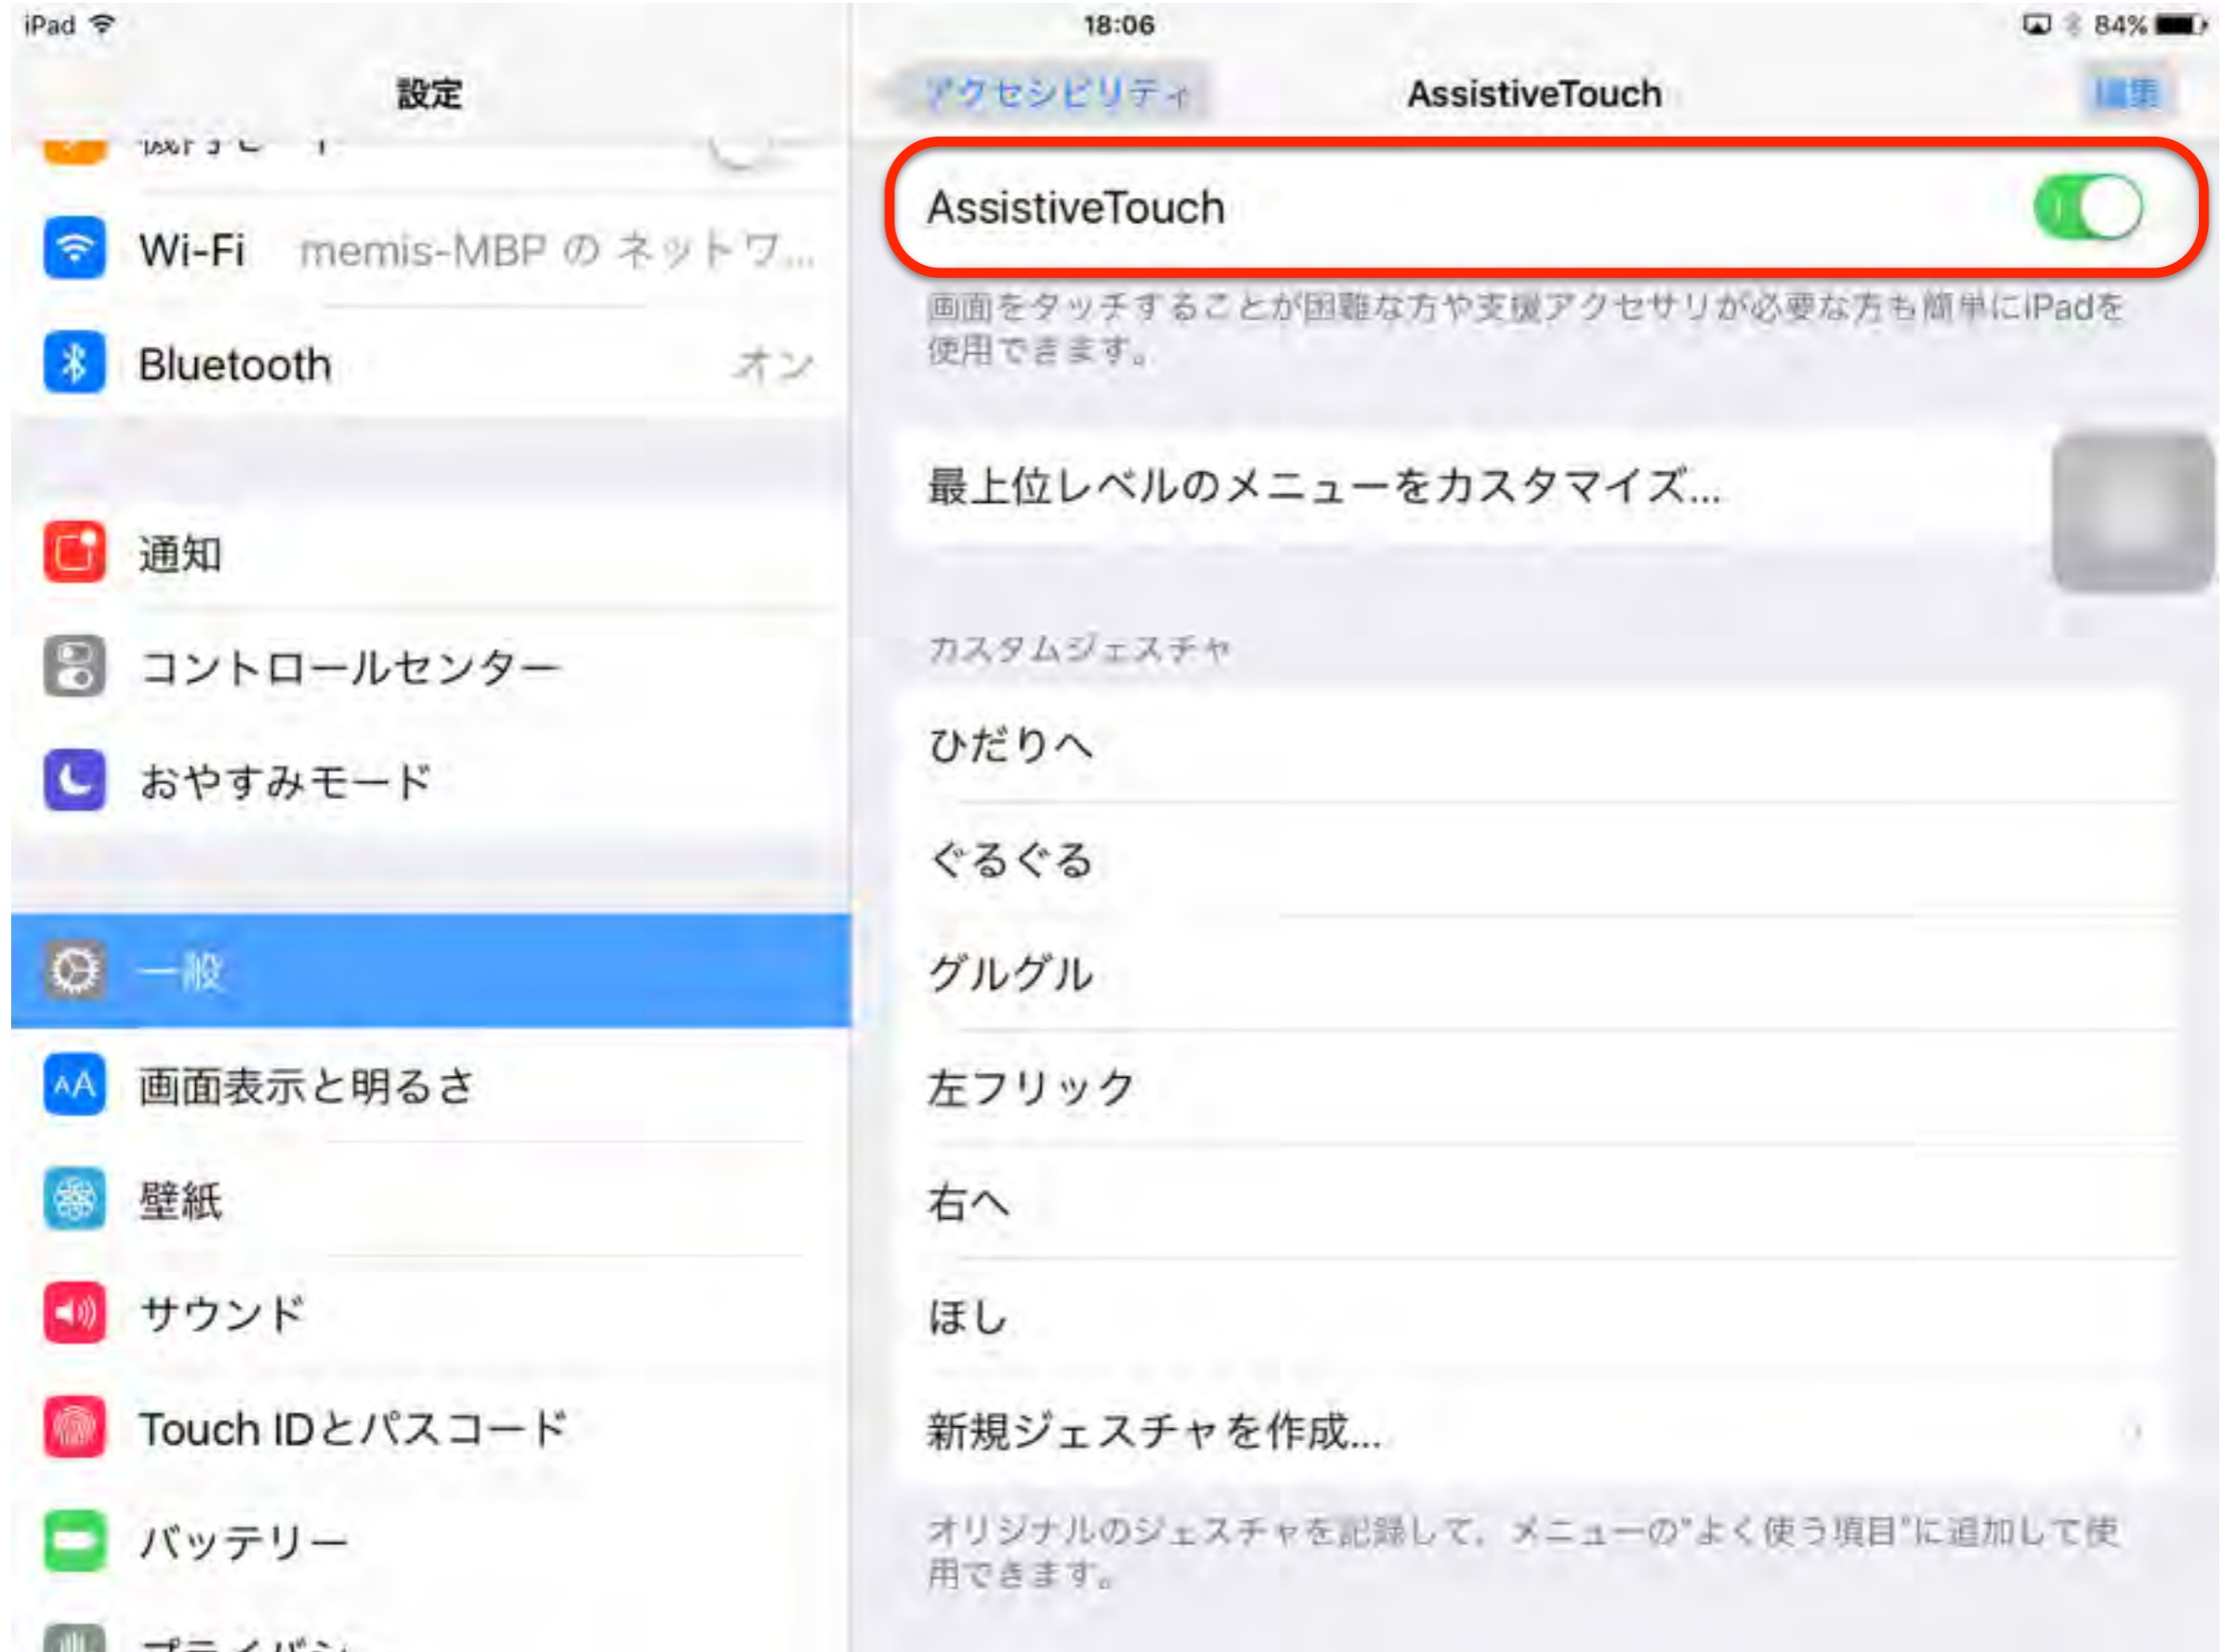 iPad
18:06
84%
設定
アクセシビリティ
AssistiveTouch
編集
Wi-Fi memis-MBP の ネットワ...
Bluetooth オン
通知
コントロールセンター
おやすみモード
一般
画面表示と明るさ
壁紙
サウンド
Touch IDとパスコード
バッテリー
プライバシー
AssistiveTouch
画面をタッチすることが困難な方や支援アクセサリが必要な方も簡単にiPadを
使用できます。
最上位レベルのメニューをカスタマイズ...
カスタムジェスチャ
ひだりへ
ぐるぐる
グルグル
左フリック
右へ
ほし
新規ジェスチャを作成...
オリジナルのジェスチャを記録して、メニューの"よく使う項目"に追加して使
用できます。